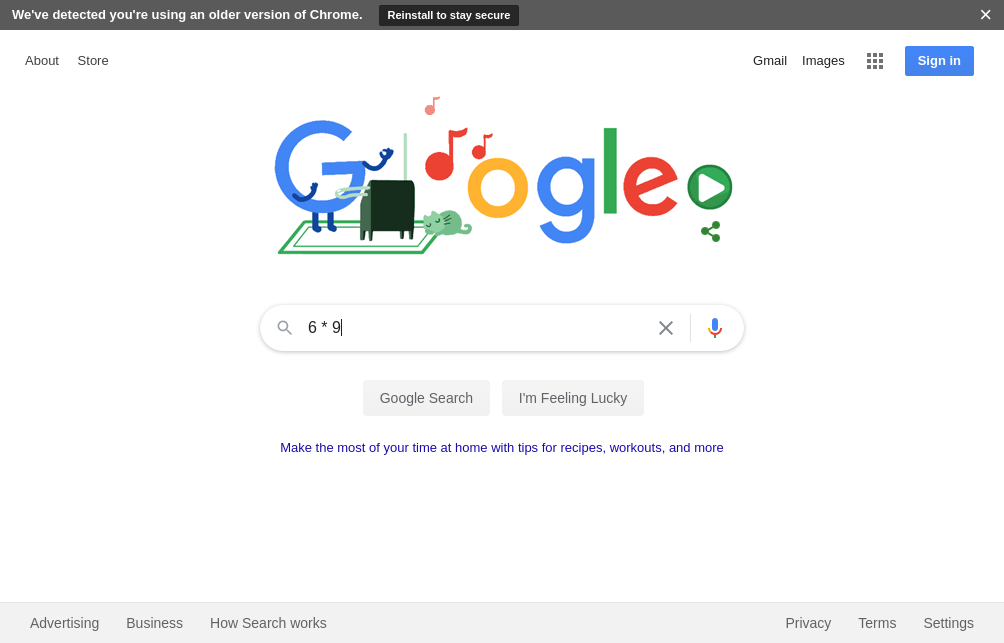 We've detected you're using an older version of Chrome. Reinstall to stay secure
About Store Gmail Images Sign in
Google
6 * 9
Google Search I'm Feeling Lucky
Make the most of your time at home with tips for recipes, workouts, and more
Advertising Business How Search works Privacy Terms Settings